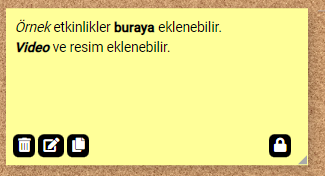 Örnek etkinlikler buraya eklenebilir.
Video ve resim eklenebilir.